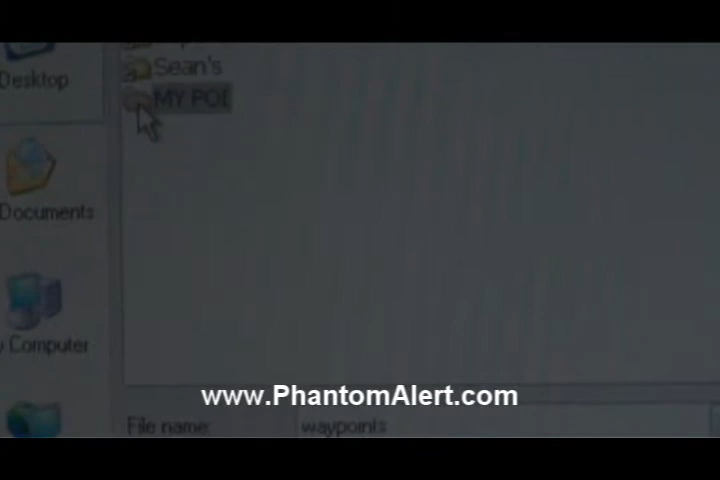 Desktop
Sean's
MY POI
Documents
Computer
www.PhantomAlert.com
File name:
waypoints